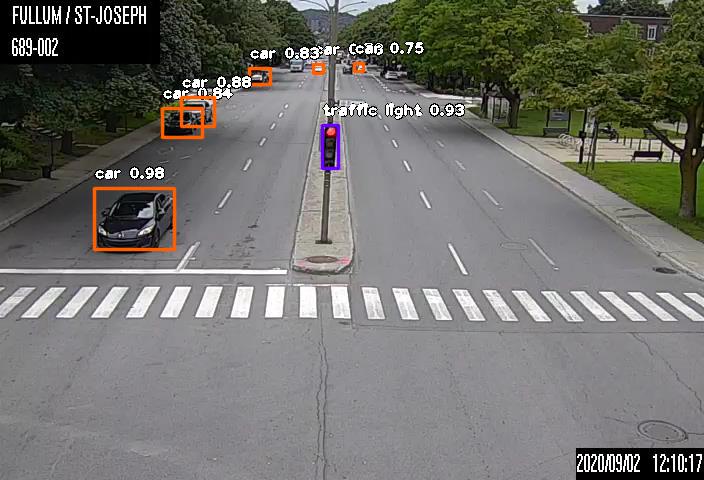 FULLUM / ST-JOSEPH
689-002
car 0.83
car 0.75
car 0.88
car 0.84
traffic light 0.93
car 0.98
2020/09/02 12:10:17